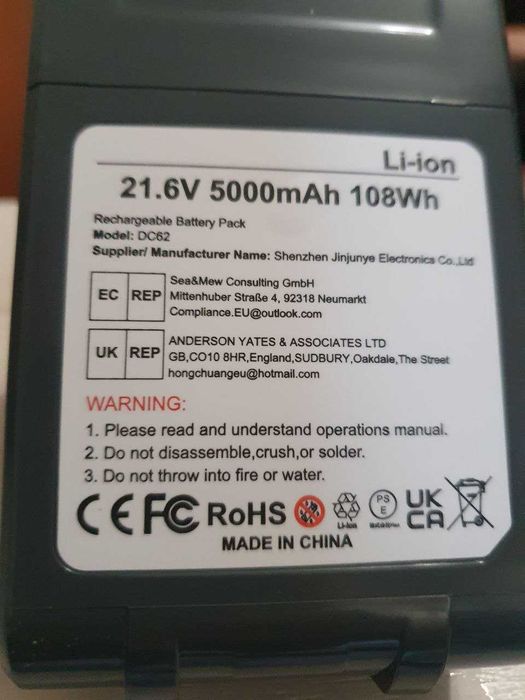 Li-ion
21.6V 5000mAh 108Wh
Rechargeable Battery Pack
Model: DC62
Supplier/ Manufacturer Name: Shenzhen Jinjunye Electronics Co.,Ltd
EC REP
Sea&Mew Consulting GmbH
Mittenhuber Straße 4, 92318 Neumarkt
Compliance.EU@outlook.com
UK REP
ANDERSON YATES & ASSOCIATES LTD
GB,CO10 8HR,England,SUDBURY,Oakdale,The Street
hongchuangeu@hotmail.com
WARNING:
1. Please read and understand operations manual.
2. Do not disassemble,crush,or solder.
3. Do not throw into fire or water.
CE FC RoHS Li-ion PS E UK CA
MADE IN CHINA